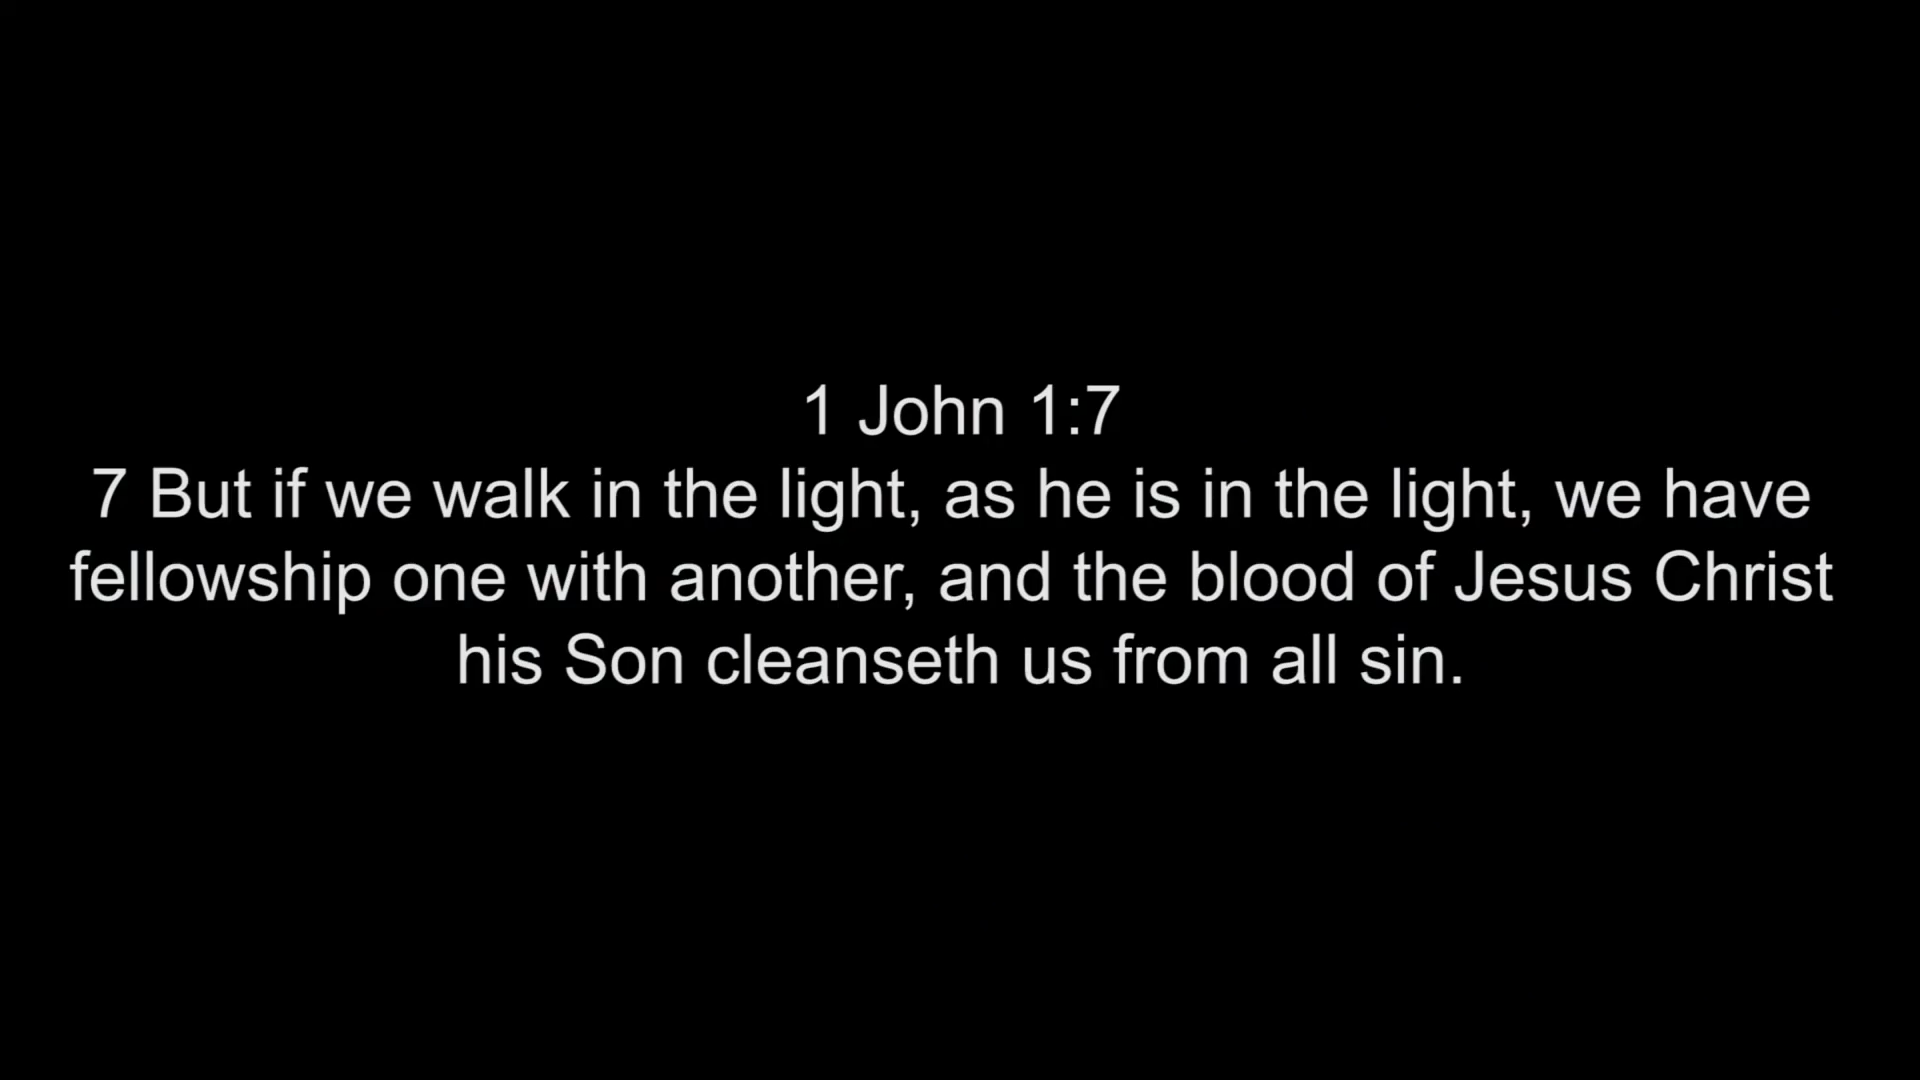 1 John 1:7
7 But if we walk in the light, as he is in the light, we have
fellowship one with another, and the blood of Jesus Christ
his Son cleanseth us from all sin.